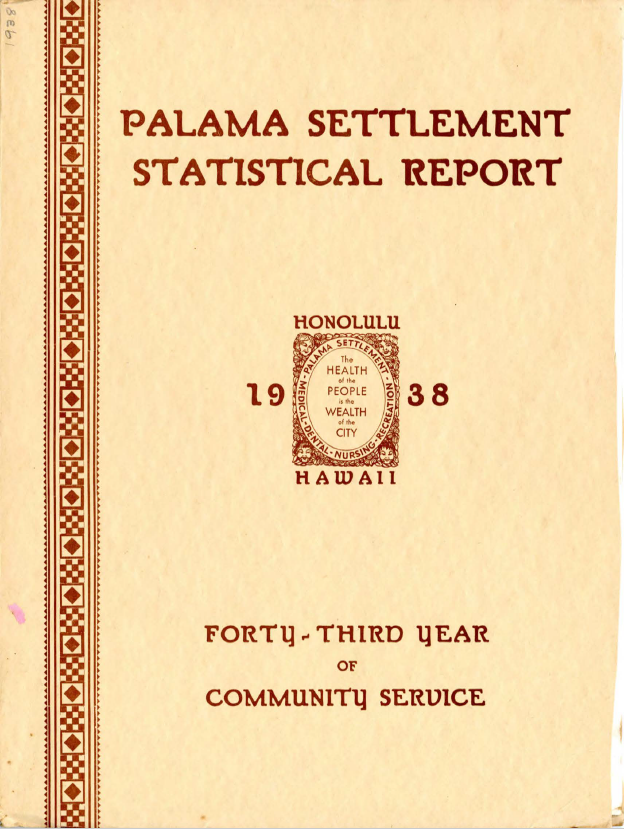 1938
PALAMA SETTLEMENT
STATISTICAL REPORT
HONOLULU
PALAMA SETTLEMENT
MEDICAL-DENTAL-NURSING-RECREATION
The
HEALTH
of the
PEOPLE
is the
WEALTH
of the
CITY
19 38
HAWAII
FORTY-THIRD YEAR
OF
COMMUNITY SERVICE